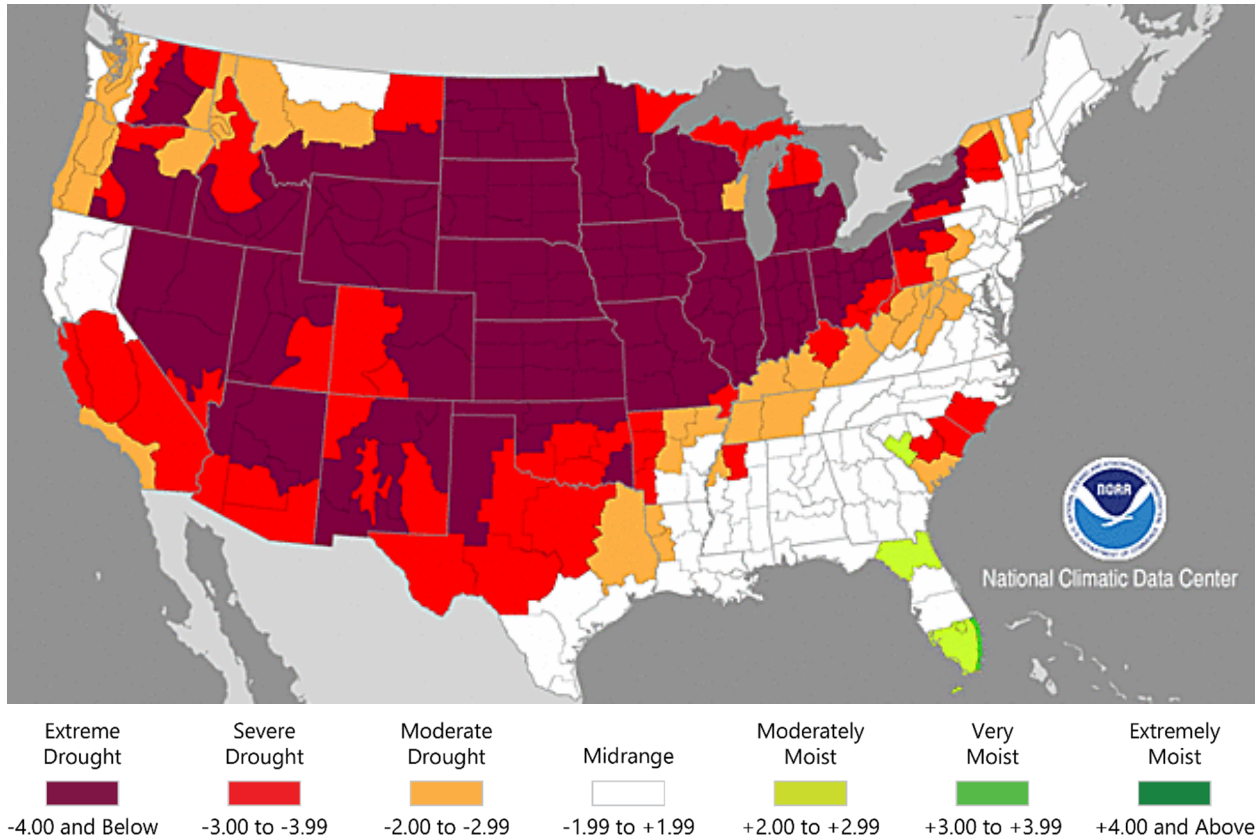 NOAA
National Climatic Data Center
Extreme Drought
Severe Drought
Moderate Drought
Midrange
Moderately Moist
Very Moist
Extremely Moist
-4.00 and Below
-3.00 to -3.99
-2.00 to -2.99
-1.99 to +1.99
+2.00 to +2.99
+3.00 to +3.99
+4.00 and Above